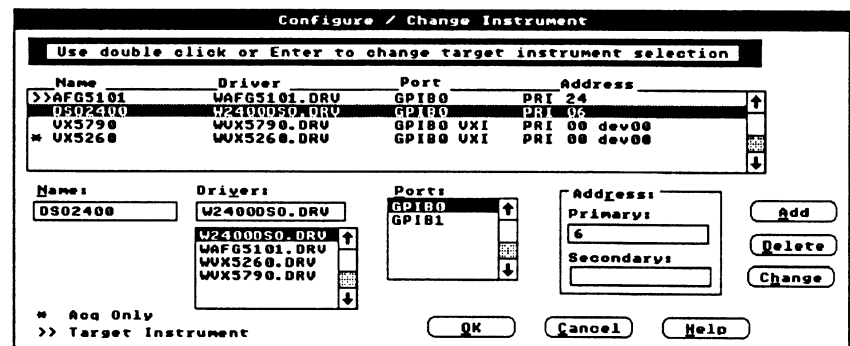 Configure / Change Instrument
Use double click or Enter to change target instrument selection
Name Driver Port Address
>>AFG5101 WAFG5101.DRV GPIB0 PRI 24
DSO2400 W2400DSO.DRV GPIB0 PRI 06
VX5790 WVX5790.DRV GPIB0 VXI PRI 00 dev00
* VX5260 WVX5260.DRV GPIB0 VXI PRI 00 dev00
Name: Driver: Port: Address:
DSO2400 W2400DSO.DRV GPIB0 Primary: Add
GPIB1 6
W2400DSO.DRV
WAFG5101.DRV Delete
WVX5260.DRV Secondary:
WVX5790.DRV Change
* Acq Only
>> Target Instrument OK Cancel Help